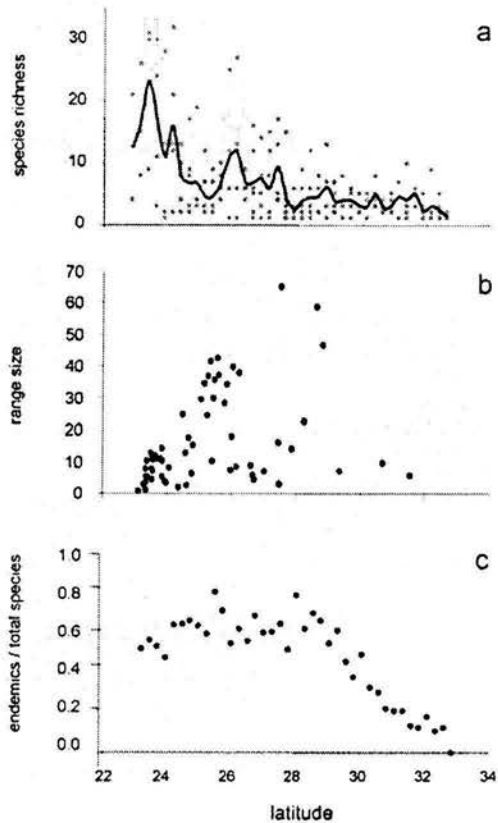 a
species richness
30
20
10
0
b
range size
70
60
50
40
30
20
10
0
c
endemics / total species
1.0
0.8
0.6
0.4
0.2
0.0
22 24 26 28 30 32 34
latitude